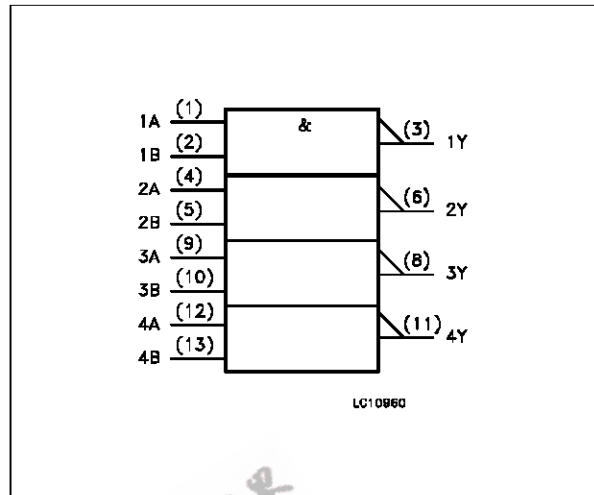 &
1A (1)
1B (2)
2A (4)
2B (5)
3A (9)
3B (10)
4A (12)
4B (13)
(3) 1Y
(6) 2Y
(8) 3Y
(11) 4Y
LC10960